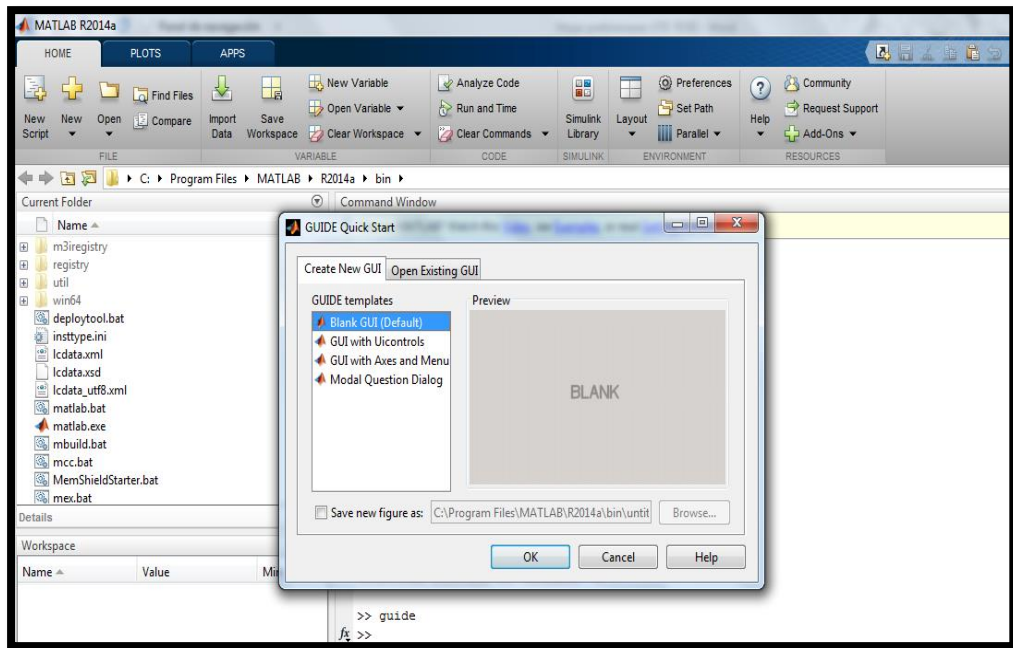 MATLAB R2014a
HOME PLOTS APPS
New Script
New
Open
Find Files
Compare
Import Data
Save Workspace
New Variable
Open Variable
Clear Workspace
Analyze Code
Run and Time
Clear Commands
Simulink Library
Layout
Preferences
Set Path
Parallel
Help
Community
Request Support
Add-Ons
FILE VARIABLE CODE SIMULINK ENVIRONMENT RESOURCES
C: Program Files MATLAB R2014a bin
Current Folder
Name
m3iregistry
registry
util
win64
deploytool.bat
insttype.ini
lcdata.xml
lcdata.xsd
lcdata_utf8.xml
matlab.bat
matlab.exe
mbuild.bat
mcc.bat
MemShieldStarter.bat
mex.bat
Details
Workspace
Name Value
Command Window
GUIDE Quick Start
Create New GUI Open Existing GUI
GUIDE templates
Blank GUI (Default)
GUI with Uicontrols
GUI with Axes and Menu
Modal Question Dialog
Preview
BLANK
Save new figure as: C:\Program Files\MATLAB\R2014a\bin\untit Browse...
OK Cancel Help
>> guide
fx >>